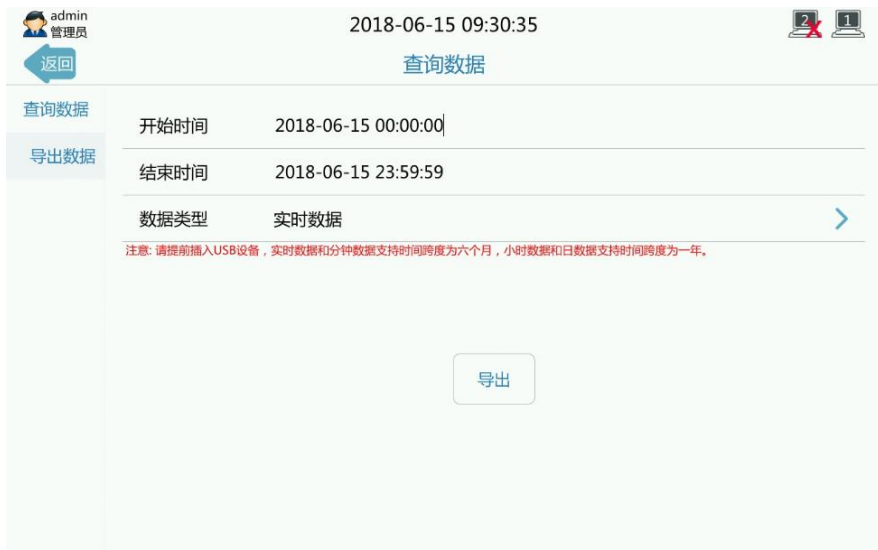 admin
管理员
2018-06-15 09:30:35
2
1
返回
查询数据
查询数据
导出数据
开始时间 2018-06-15 00:00:00
结束时间 2018-06-15 23:59:59
数据类型 实时数据
注意: 请提前插入USB设备，实时数据和分钟数据支持时间跨度为六个月，小时数据和日数据支持时间跨度为一年。
导出